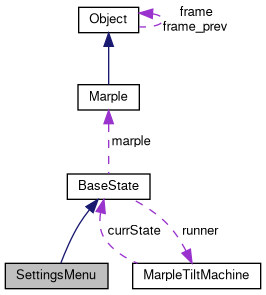 Object
frame
frame_prev
Marple
marple
BaseState
currState
runner
SettingsMenu
MarpleTiltMachine